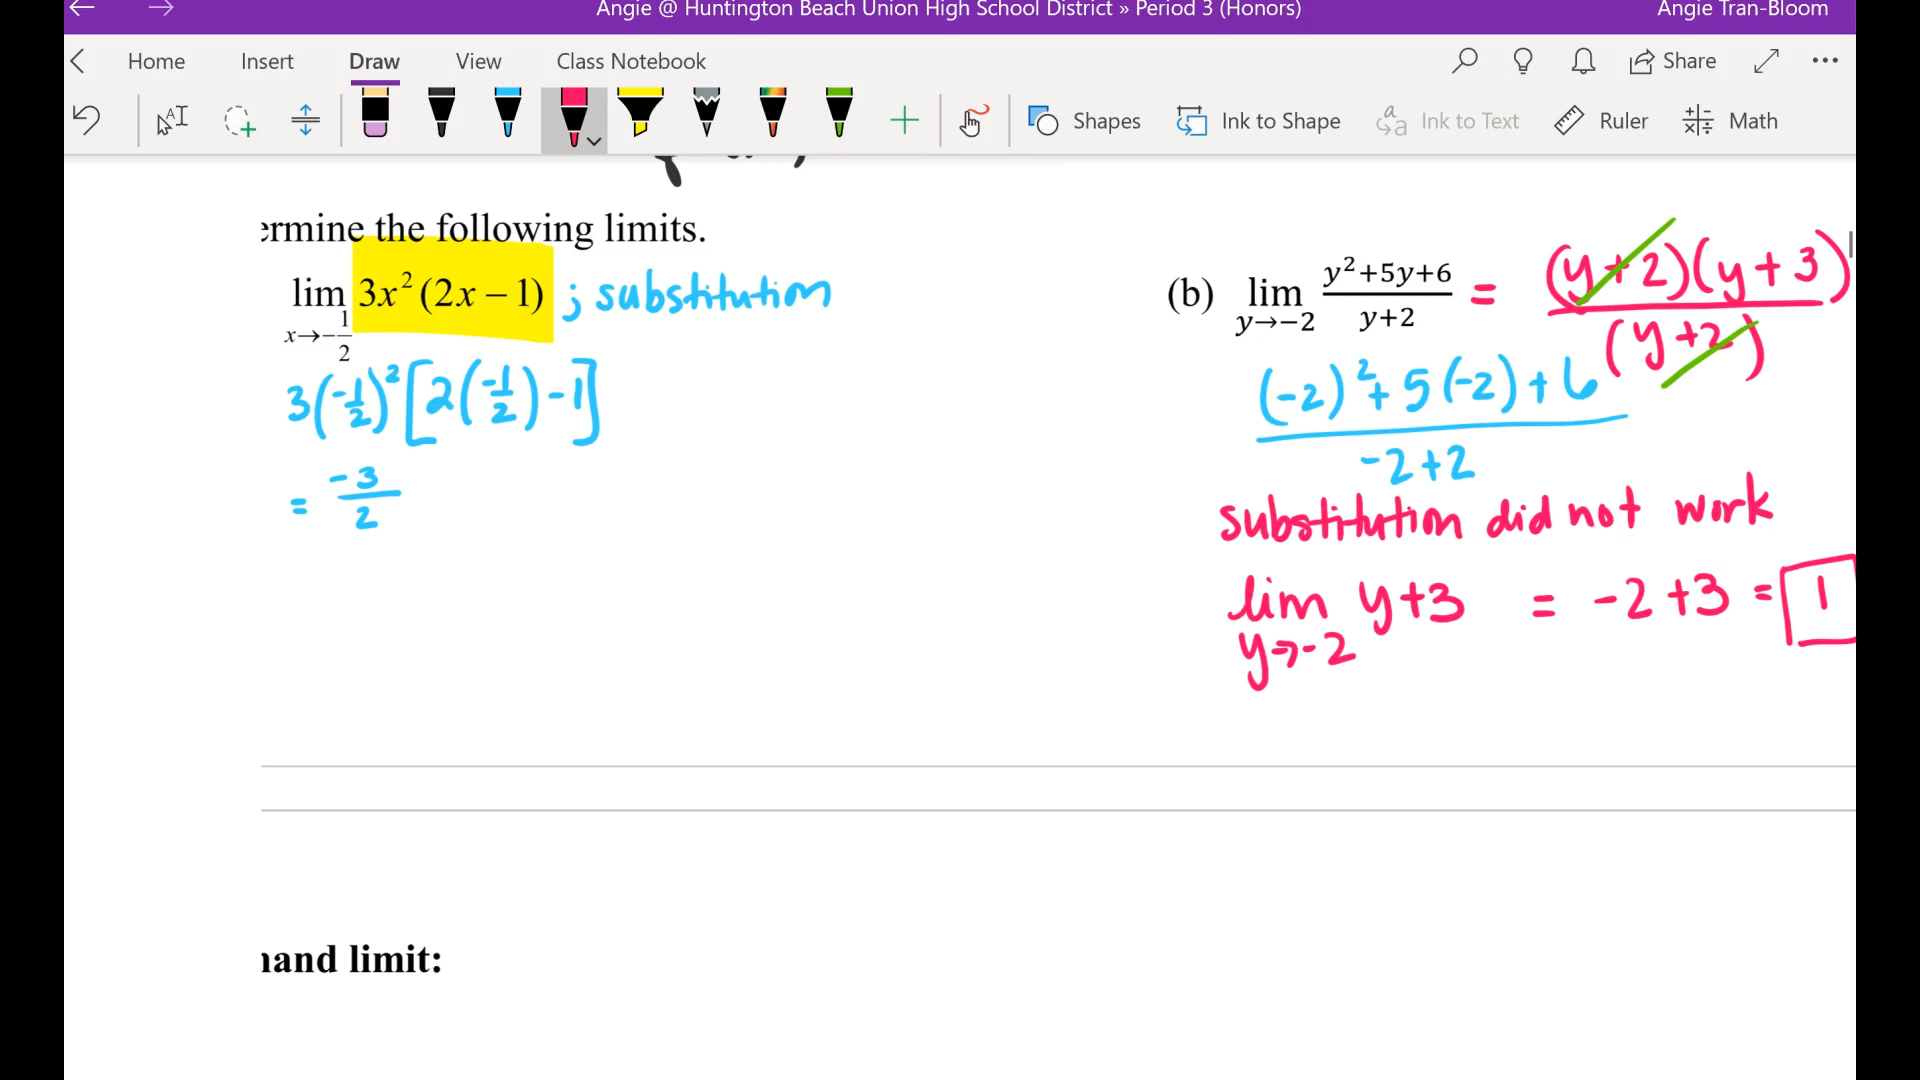 Angie @ Huntington Beach Union High School District » Period 3 (Honors) Angie Tran-Bloom
Home Insert Draw View Class Notebook Share
Shapes Ink to Shape Ink to Text Ruler Math
ermine the following limits.
lim x→-1/2 3x²(2x – 1) ; substitution
3(-1/2)² [2(-1/2) - 1]
= -3/2
(b) lim y→-2 y²+5y+6 / y+2 = (y+2)(y+3) / (y+2)
(-2)² + 5(-2) + 6 / -2+2
substitution did not work
lim y→-2 y+3 = -2+3 = 1
hand limit: